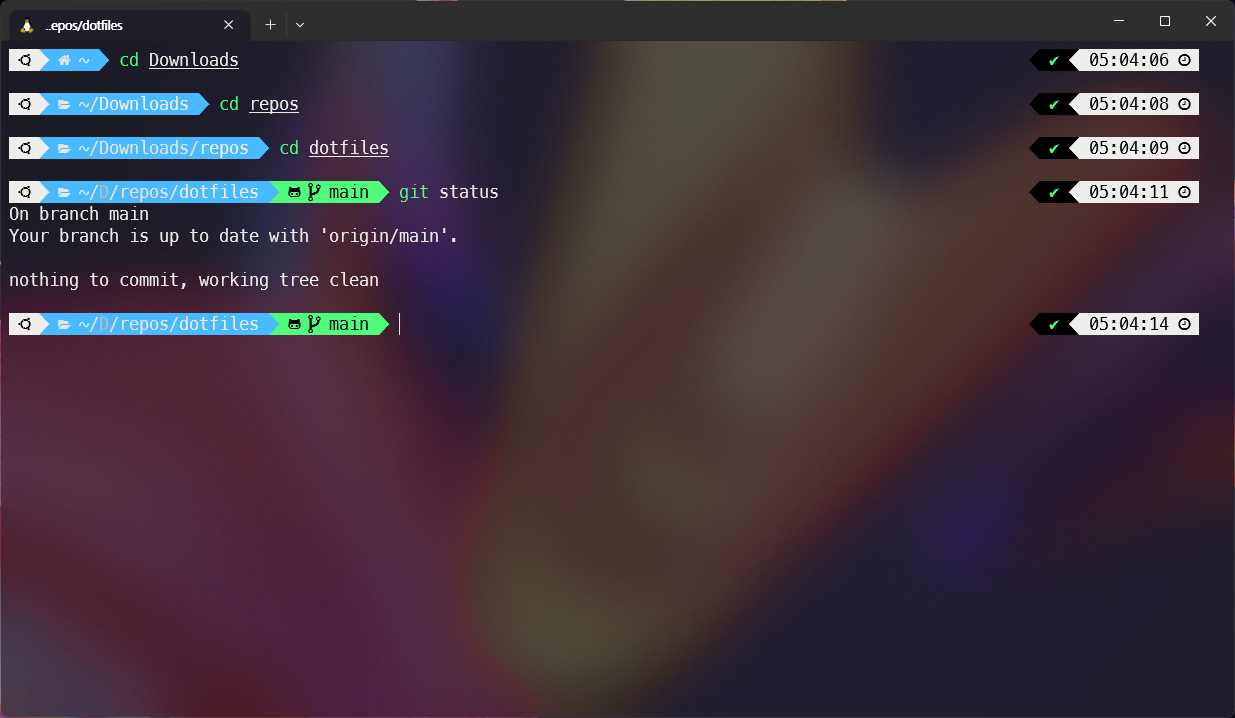 ..epos/dotfiles
~ cd Downloads 05:04:06
~/Downloads cd repos 05:04:08
~/Downloads/repos cd dotfiles 05:04:09
~/D/repos/dotfiles main git status 05:04:11
On branch main
Your branch is up to date with 'origin/main'.
nothing to commit, working tree clean
~/D/repos/dotfiles main 05:04:14